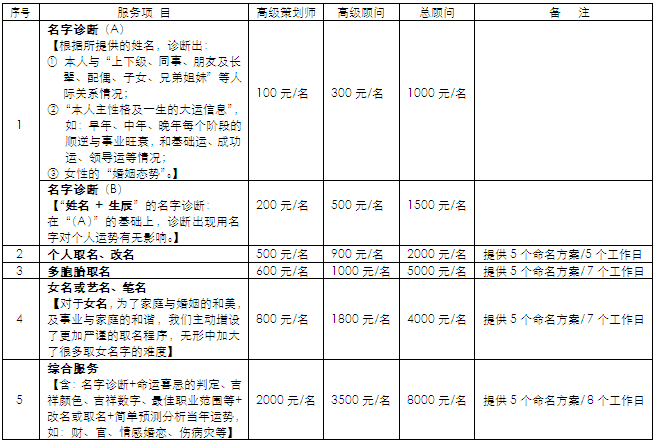 序号 服务项 目 高级策划师 高级顾问 总顾问 备 注
1
名字诊断（A）
【根据所提供的姓名，诊断出：
① 本人与“上下级、同事、朋友及长
辈、配偶、子女、兄弟姐妹”等人
际关系情况；
②“本人主性格及一生的大运信息”，
如：早年、中年、晚年每个阶段的
顺逆与事业旺衰，和基础运、成功
运、领导运等情况；
③ 女性的“婚姻态势”。】
100 元/名 300 元/名 1000 元/名
名字诊断（B）
【“姓名 + 生辰”的名字诊断：
在“（A）”的基础上，诊断出现用名
字对个人运势有无影响。】
200 元/名 500 元/名 1500 元/名
2 个人取名、改名 500 元/名 900 元/名 2000 元/名 提供 5 个命名方案/5 个工作日
3 多胞胎取名 600 元/名 1000 元/名 5000 元/名 提供 5 个命名方案/7 个工作日
4
女名或艺名、笔名
【对于女名，为了家庭与婚姻的和美，
及事业与家庭的和谐，我们主动增设
了更加严谨的取名程序，无形中加大
了很多取女名字的难度】
800 元/名 1800 元/名 4000 元/名 提供 5 个命名方案/7 个工作日
5
综合服务
【含：名字诊断+命运喜忌的判定、吉
祥颜色、吉祥数字、最佳职业范围等+
改名或取名+简单预测分析当年运势，
如：财、官、情感婚恋、伤病灾等】
2000 元/名 3500 元/名 8000 元/名 提供 5 个命名方案/8 个工作日